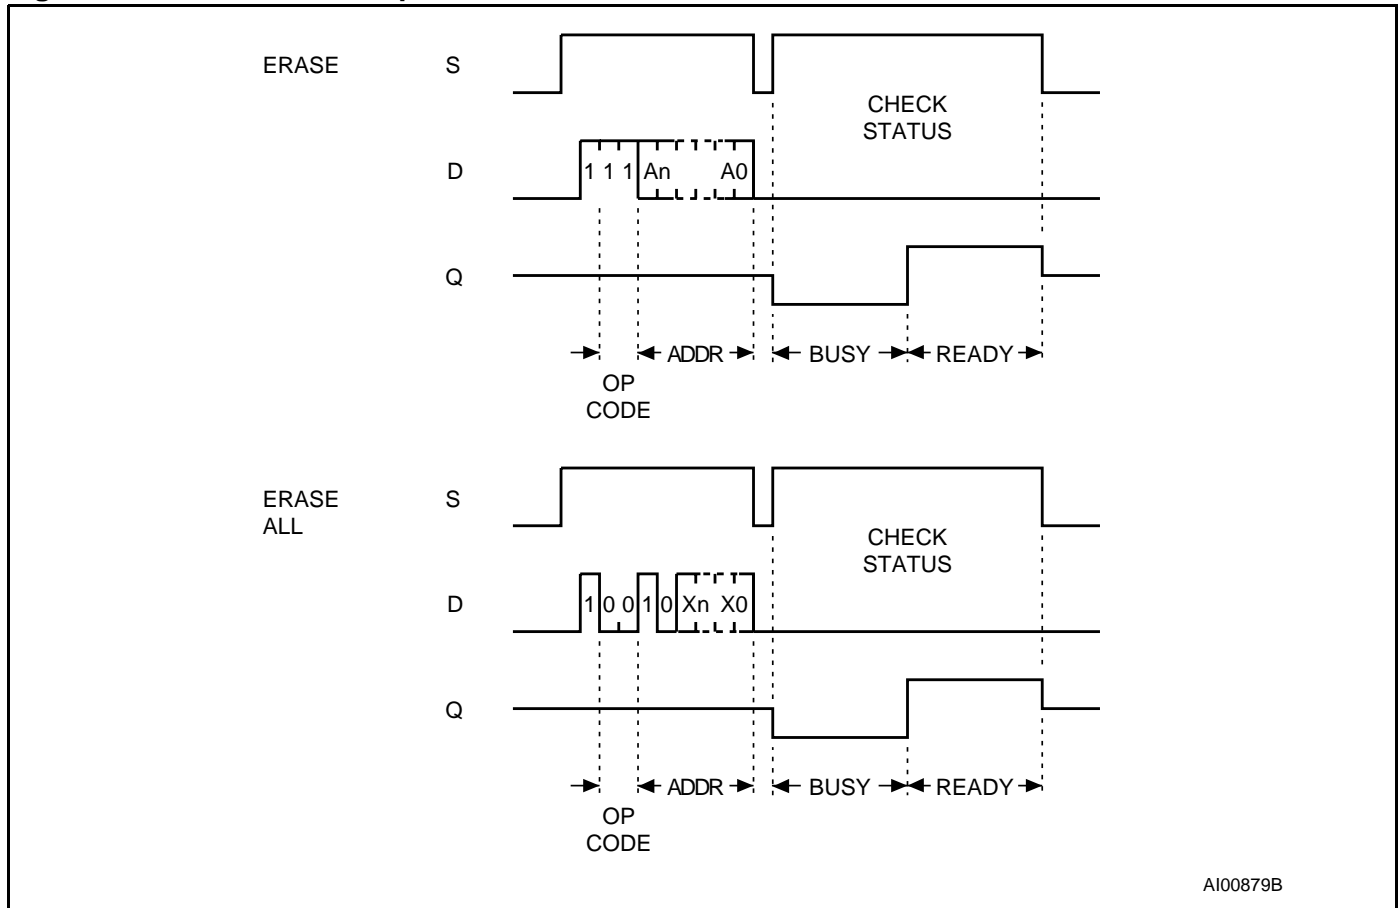 ERASE S
CHECK
STATUS
D 1 1 1 An A0
Q
ADDR BUSY READY
OP
CODE
ERASE
ALL
S
CHECK
STATUS
D 1 0 0 1 0 Xn X0
Q
ADDR BUSY READY
OP
CODE
AI00879B